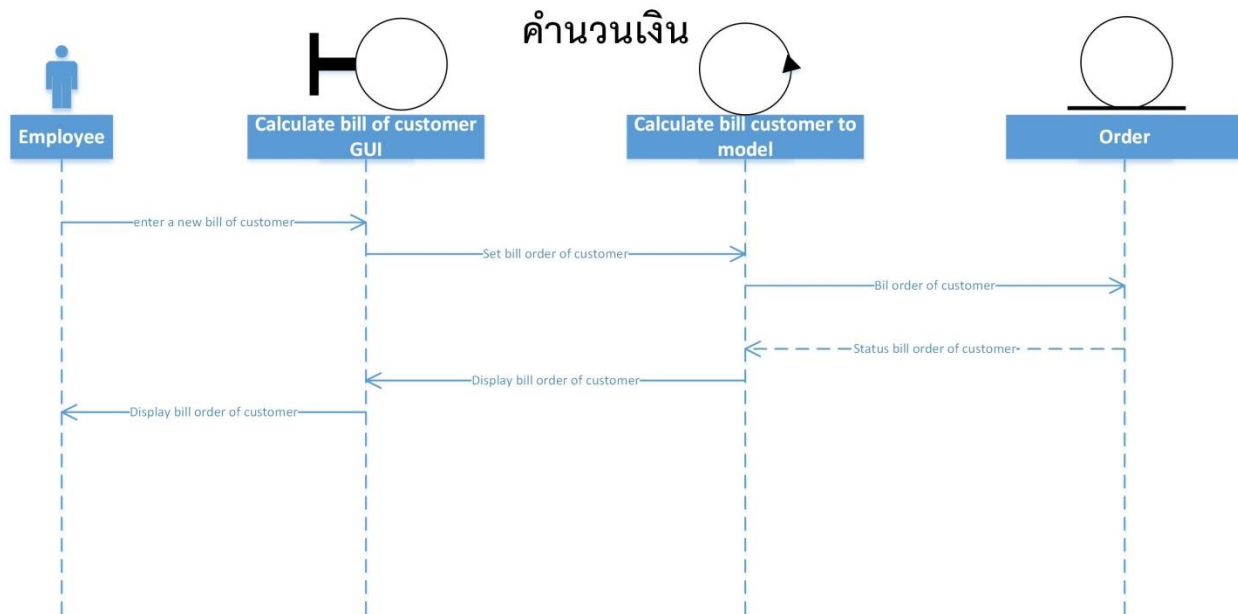 คำนวนเงิน
Employee
Calculate bill of customer
GUI
Calculate bill customer to
model
Order
enter a new bill of customer
Set bill order of customer
Bil order of customer
Status bill order of customer
Display bill order of customer
Display bill order of customer